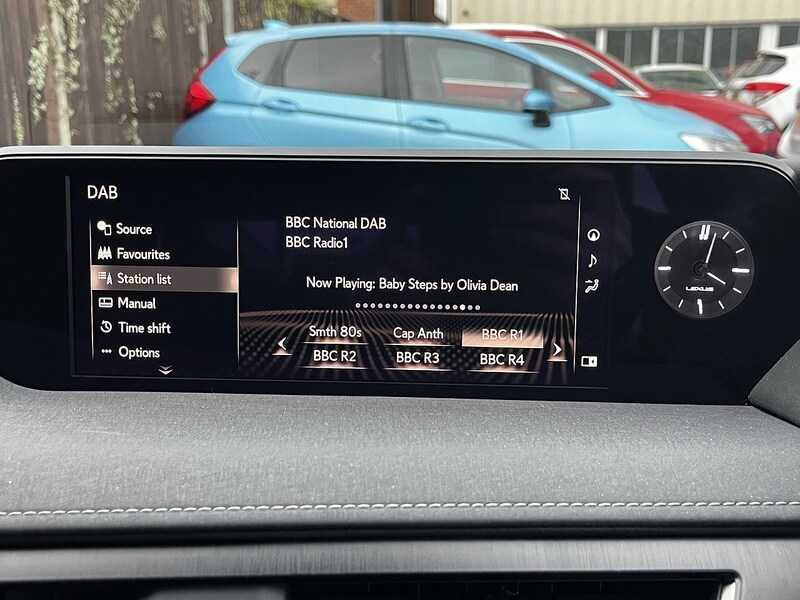 DAB
Source
Favourites
Station list
Manual
Time shift
Options
BBC National DAB
BBC Radio1
Now Playing: Baby Steps by Olivia Dean
Smth 80s Cap Anth BBC R1
BBC R2 BBC R3 BBC R4
LEXUS